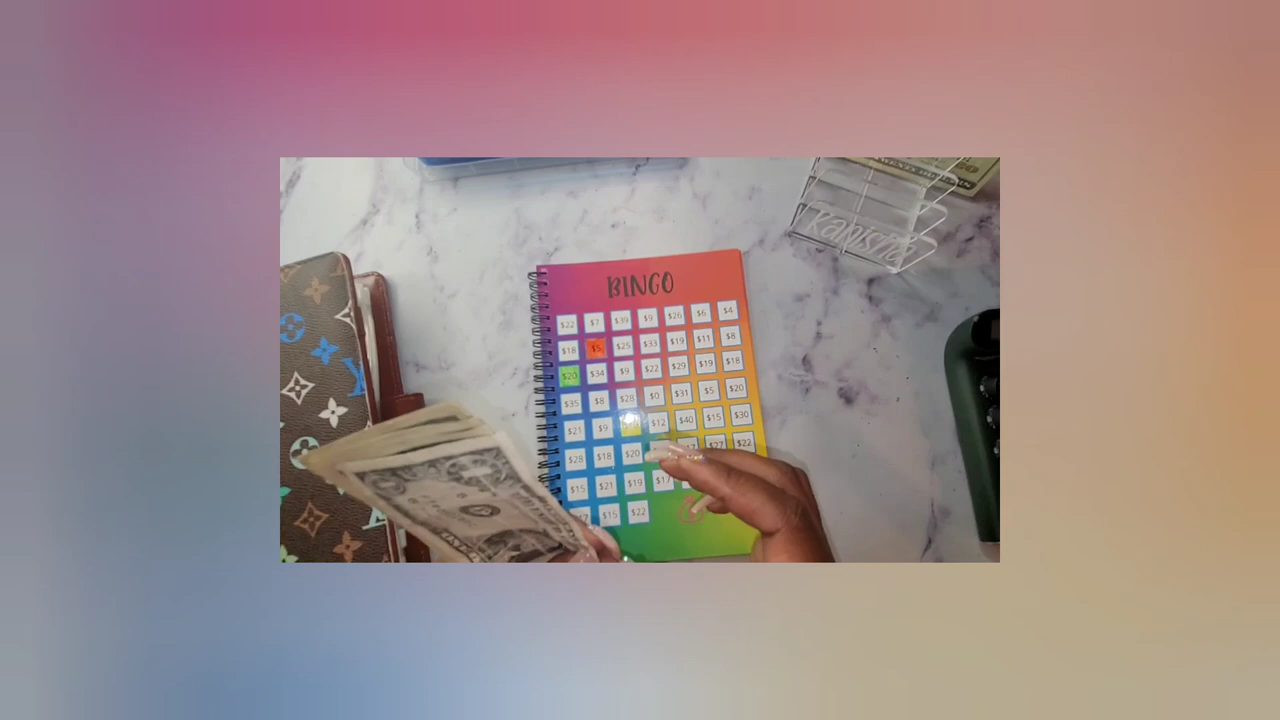 Kanisha
BINGO
$22 $7 $39 $9 $26 $6 $4
$18 $5 $25 $33 $19 $11 $8
$20 $34 $9 $22 $29 $19 $18
$35 $8 $28 $0 $31 $5 $20
$21 $9 $12 $40 $15 $30
$28 $18 $20 $27 $22
$15 $21 $19 $17
$15 $22